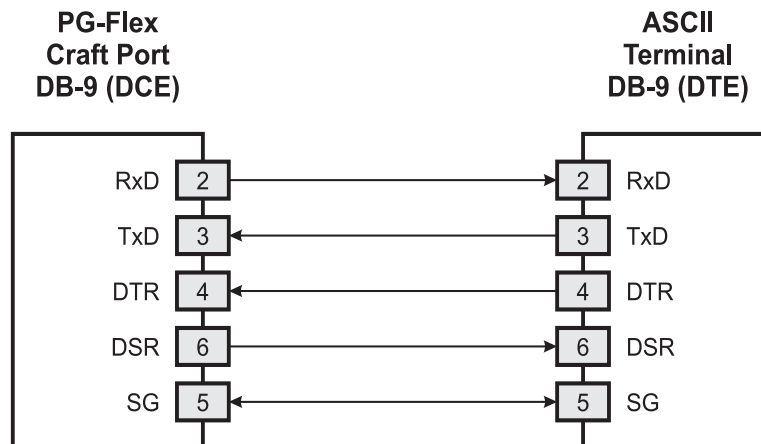 PG-Flex
Craft Port
DB-9 (DCE)
ASCII
Terminal
DB-9 (DTE)
RxD 2 2 RxD
TxD 3 3 TxD
DTR 4 4 DTR
DSR 6 6 DSR
SG 5 5 SG